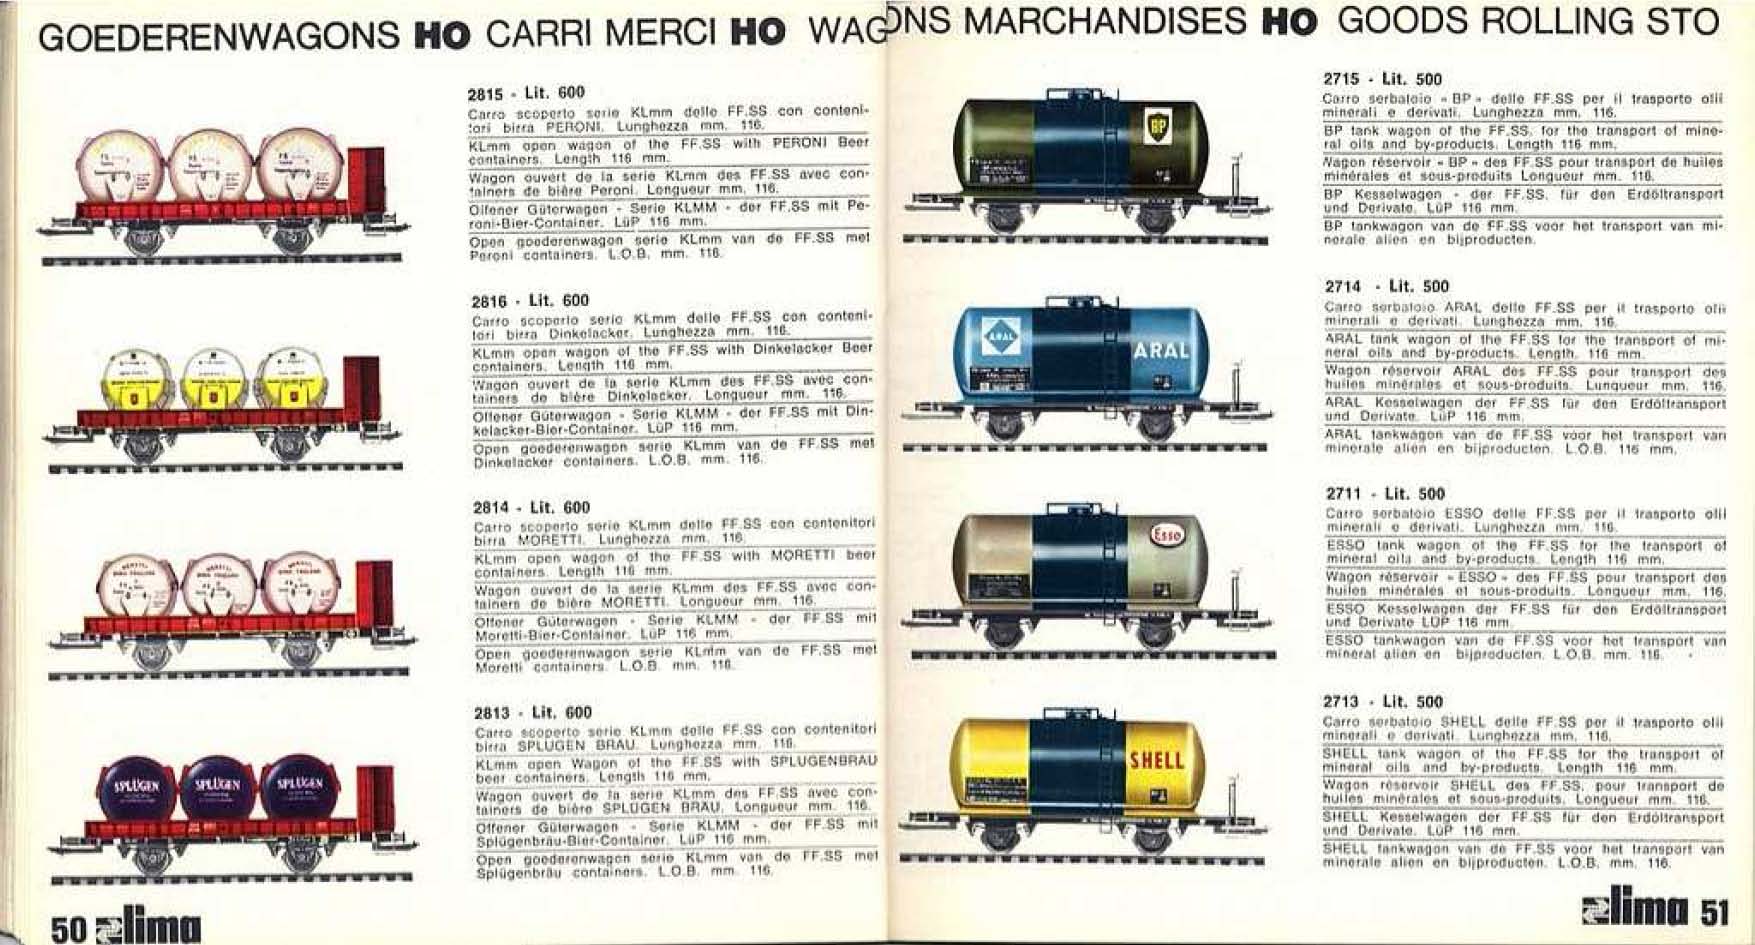 GOEDERENWAGONS HO CARRI MERCI HO WAGONS MARCHANDISES HO GOODS ROLLING STO
2815 - Lit. 600
Carro scoperto serie KLmm delle FF.SS con conteni-
tori birra PERONI. Lunghezza mm. 116.
KLmm open wagon of the FF.SS with PERONI Beer
containers. Length 116 mm.
Wagon ouvert de la serie KLmm des FF.SS avec con-
tainers de bière Peroni. Longueur mm. 116.
Offener Güterwagen - Serie KLMM - der FF.SS mit Pe-
roni-Bier-Container. LüP 116 mm.
Open goederenwagon serie KLmm van de FF.SS met
Peroni containers. L.O.B. mm. 116.
2816 - Lit. 600
Carro scoperto serie KLmm delle FF.SS con conteni-
tori birra Dinkelacker. Lunghezza mm. 116.
KLmm open wagon of the FF.SS with Dinkelacker Beer
containers. Length 116 mm.
Wagon ouvert de la serie KLmm des FF.SS avec con-
tainers de bière Dinkelacker. Longueur mm. 116.
Offener Güterwagen - Serie KLMM - der FF.SS mit Din-
kelacker-Bier-Container. LüP 116 mm.
Open goederenwagon serie KLmm van de FF.SS met
Dinkelacker containers. L.O.B. mm. 116.
2814 - Lit. 600
Carro scoperto serie KLmm delle FF.SS con contenitori
birra MORETTI. Lunghezza mm. 116.
KLmm open wagon of the FF.SS with MORETTI beer
containers. Length 116 mm.
Wagon ouvert de la serie KLmm des FF.SS avec con-
tainers de bière MORETTI. Longueur mm. 116.
Offener Güterwagen - Serie KLMM - der FF.SS mit
Moretti-Bier-Container. LüP 116 mm.
Open goederenwagon serie KLmm van de FF.SS met
Moretti containers. L.O.B. mm. 116.
SPLÜGEN SPLÜGEN SPLÜGEN
2813 - Lit. 600
Carro scoperto serie KLmm delle FF.SS con contenitori
birra SPLUGEN BRAU. Lunghezza mm. 116.
KLmm open Wagon of the FF.SS with SPLUGENBRAU
beer containers. Length 116 mm.
Wagon ouvert de la serie KLmm des FF.SS avec con-
tainers de bière SPLÜGEN BRAU. Longueur mm. 116.
Offener Güterwagen - Serie KLMM - der FF.SS mit
Splügenbräu-Bier-Container. LüP 116 mm.
Open goederenwagon serie KLmm van de FF.SS met
Splügenbräu containers. L.O.B. mm. 116.
50 lima
BP
2715 - Lit. 500
Carro serbatoio « BP » delle FF.SS per il trasporto olii
minerali e derivati. Lunghezza mm. 116.
BP tank wagon of the FF.SS. for the transport of mine-
ral oils and by-products. Length 116 mm.
Wagon réservoir « BP » des FF.SS pour transport de huiles
minérales et sous-produits Longueur mm. 116.
BP Kesselwagen - der FF.SS. für den Erdöltransport
und Derivate. LüP 116 mm.
BP tankwagon van de FF.SS voor het transport van mi-
nerale alien en bijproducten.
ARAL ARAL
2714 - Lit. 500
Carro serbatoio ARAL delle FF.SS per il trasporto olii
minerali e derivati. Lunghezza mm. 116.
ARAL tank wagon of the FF.SS for the transport of mi-
neral oils and by-products. Length. 116 mm.
Wagon réservoir ARAL des FF.SS pour transport des
huiles minérales et sous-produits. Lunqueur mm. 116.
ARAL Kesselwagen der FF.SS für den Erdöltransport
und Derivate. LüP 116 mm.
ARAL tankwagon van de FF.SS voor het transport van
minerale alien en bijproducten. L.O.B. 116 mm.
Esso
2711 - Lit. 500
Carro serbatoio ESSO delle FF.SS per il trasporto olii
minerali e derivati. Lunghezza mm. 116.
ESSO tank wagon of the FF.SS for the transport of
mineral oils and by-products. Length 116 mm.
Wagon réservoir « ESSO » des FF.SS pour transport des
huiles minérales et sous-produits. Longueur mm. 116.
ESSO Kesselwagen der FF.SS für den Erdöltransport
und Derivate LÜP 116 mm.
ESSO tankwagon van de FF.SS voor het transport van
mineral alien en bijproducten. L.O.B. mm. 116.
SHELL
2713 - Lit. 500
Carro serbatoio SHELL delle FF.SS per il trasporto olii
minerali e derivati. Lunghezza mm. 116.
SHELL tank wagon of the FF.SS for the transport of
mineral oils and by-products. Length 116 mm.
Wagon réservoir SHELL des FF.SS. pour transport de
huiles minérales et sous-produits. Longueur mm. 116.
SHELL Kesselwagen der FF.SS für den Erdöltransport
und Derivate. LüP 116 mm.
SHELL tankwagon van de FF.SS voor het transport van
minerale alien en bijproducten. L.O.B. mm. 116.
lima 51